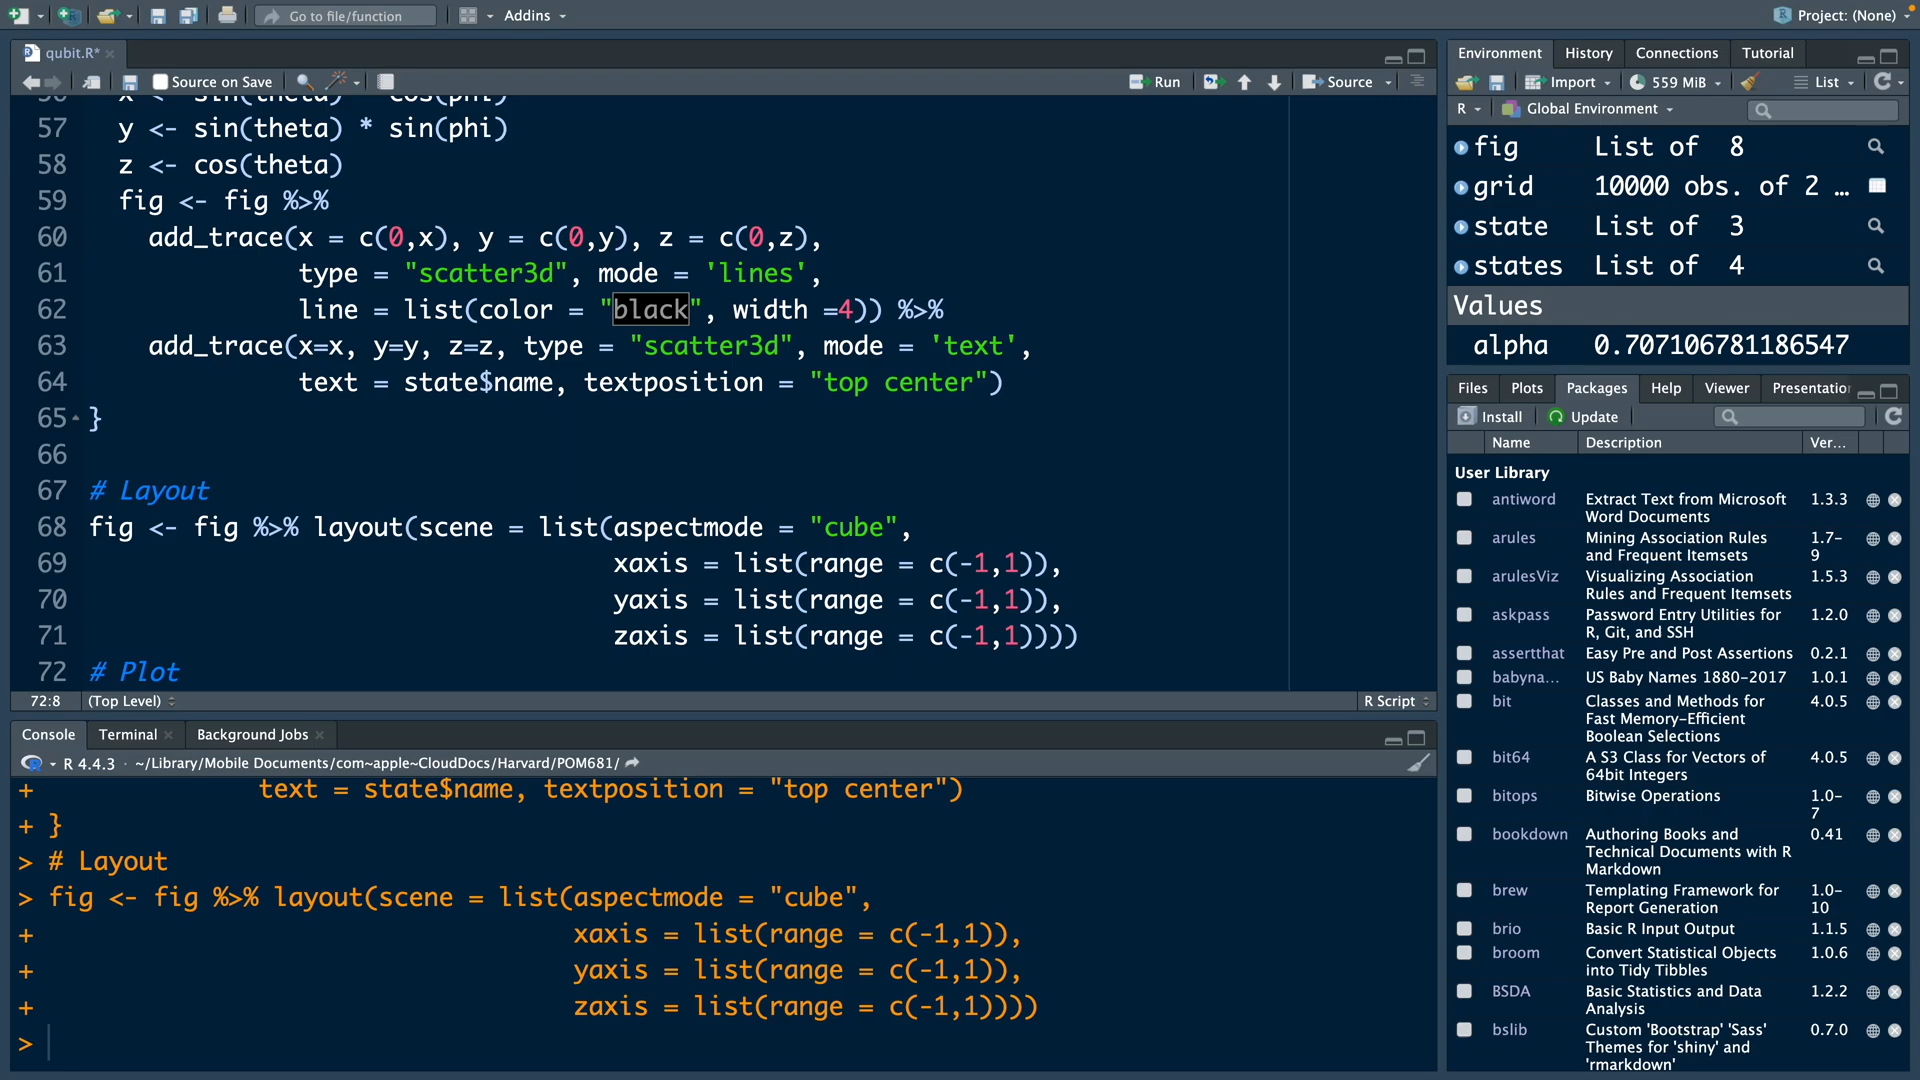 Go to file/function
Addins
Project: (None)
qubit.R*
Source on Save
Run
Source
56 x <- sin(theta) * cos(phi)
57 y <- sin(theta) * sin(phi)
58 z <- cos(theta)
59 fig <- fig %>%
60 add_trace(x = c(0,x), y = c(0,y), z = c(0,z),
61 type = "scatter3d", mode = 'lines',
62 line = list(color = "black", width =4)) %>%
63 add_trace(x=x, y=y, z=z, type = "scatter3d", mode = 'text',
64 text = state$name, textposition = "top center")
65 }
66
67 # Layout
68 fig <- fig %>% layout(scene = list(aspectmode = "cube",
69 xaxis = list(range = c(-1,1)),
70 yaxis = list(range = c(-1,1)),
71 zaxis = list(range = c(-1,1))))
72 # Plot
72:8 (Top Level) R Script
Console Terminal Background Jobs
R 4.4.3 · ~/Library/Mobile Documents/com~apple~CloudDocs/Harvard/POM681/
+ text = state$name, textposition = "top center")
+ }
> # Layout
> fig <- fig %>% layout(scene = list(aspectmode = "cube",
+ xaxis = list(range = c(-1,1)),
+ yaxis = list(range = c(-1,1)),
+ zaxis = list(range = c(-1,1))))
>
Environment History Connections Tutorial
Import 559 MiB List
R Global Environment
fig List of 8
grid 10000 obs. of 2 …
state List of 3
states List of 4
Values
alpha 0.707106781186547
Files Plots Packages Help Viewer Presentation
Install Update
Name Description Ver...
User Library
antiword Extract Text from Microsoft 1.3.3
Word Documents
arules Mining Association Rules 1.7-
and Frequent Itemsets 9
arulesViz Visualizing Association 1.5.3
Rules and Frequent Itemsets
askpass Password Entry Utilities for 1.2.0
R, Git, and SSH
assertthat Easy Pre and Post Assertions 0.2.1
babyna... US Baby Names 1880-2017 1.0.1
bit Classes and Methods for 4.0.5
Fast Memory-Efficient
Boolean Selections
bit64 A S3 Class for Vectors of 4.0.5
64bit Integers
bitops Bitwise Operations 1.0-
7
bookdown Authoring Books and 0.41
Technical Documents with R
Markdown
brew Templating Framework for 1.0-
Report Generation 10
brio Basic R Input Output 1.1.5
broom Convert Statistical Objects 1.0.6
into Tidy Tibbles
BSDA Basic Statistics and Data 1.2.2
Analysis
bslib Custom 'Bootstrap' 'Sass' 0.7.0
Themes for 'shiny' and
'rmarkdown'